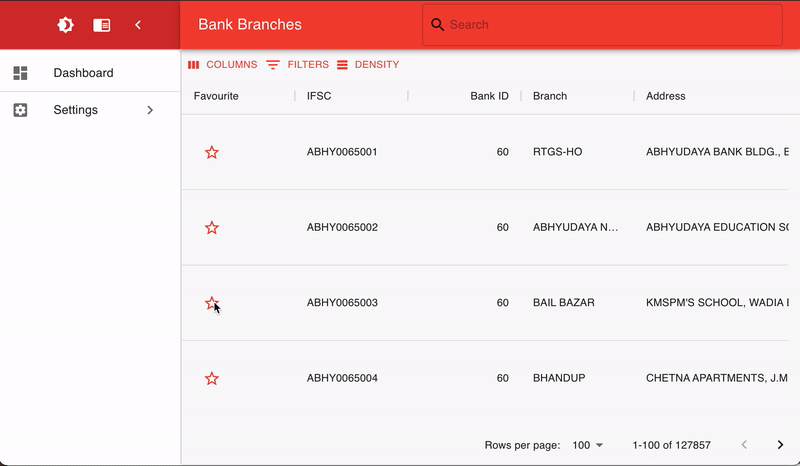 Bank Branches
Search
Dashboard
Settings
COLUMNS FILTERS DENSITY
Favourite IFSC Bank ID Branch Address
ABHY0065001 60 RTGS-HO ABHYUDAYA BANK BLDG., E
ABHY0065002 60 ABHYUDAYA N... ABHYUDAYA EDUCATION SO
ABHY0065003 60 BAIL BAZAR KMSPM'S SCHOOL, WADIA
ABHY0065004 60 BHANDUP CHETNA APARTMENTS, J.M
Rows per page: 100 1-100 of 127857